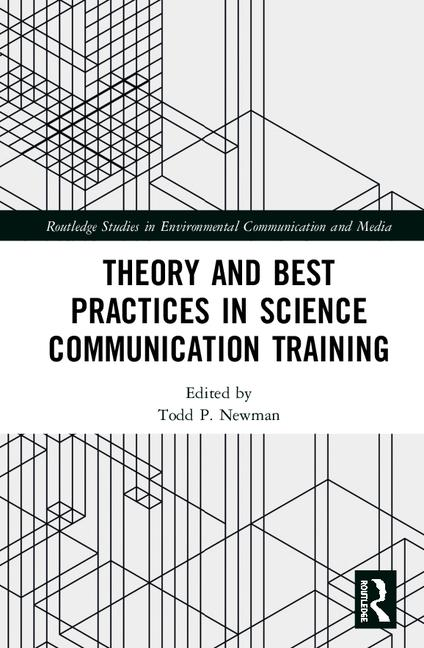 Routledge Studies in Environmental Communication and Media
THEORY AND BEST
PRACTICES IN SCIENCE
COMMUNICATION TRAINING
Edited by
Todd P. Newman
ROUTLEDGE